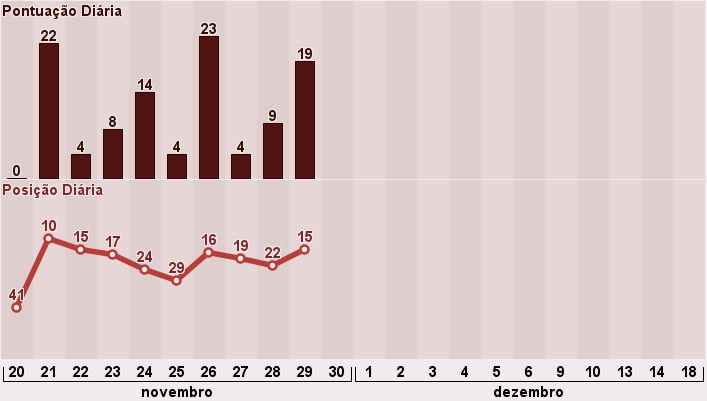 Pontuação Diária
0 22 4 8 14 4 23 4 9 19
Posição Diária
41 10 15 17 24 29 16 19 22 15
20 21 22 23 24 25 26 27 28 29 30 1 2 3 4 5 6 9 10 13 14 18
novembro dezembro